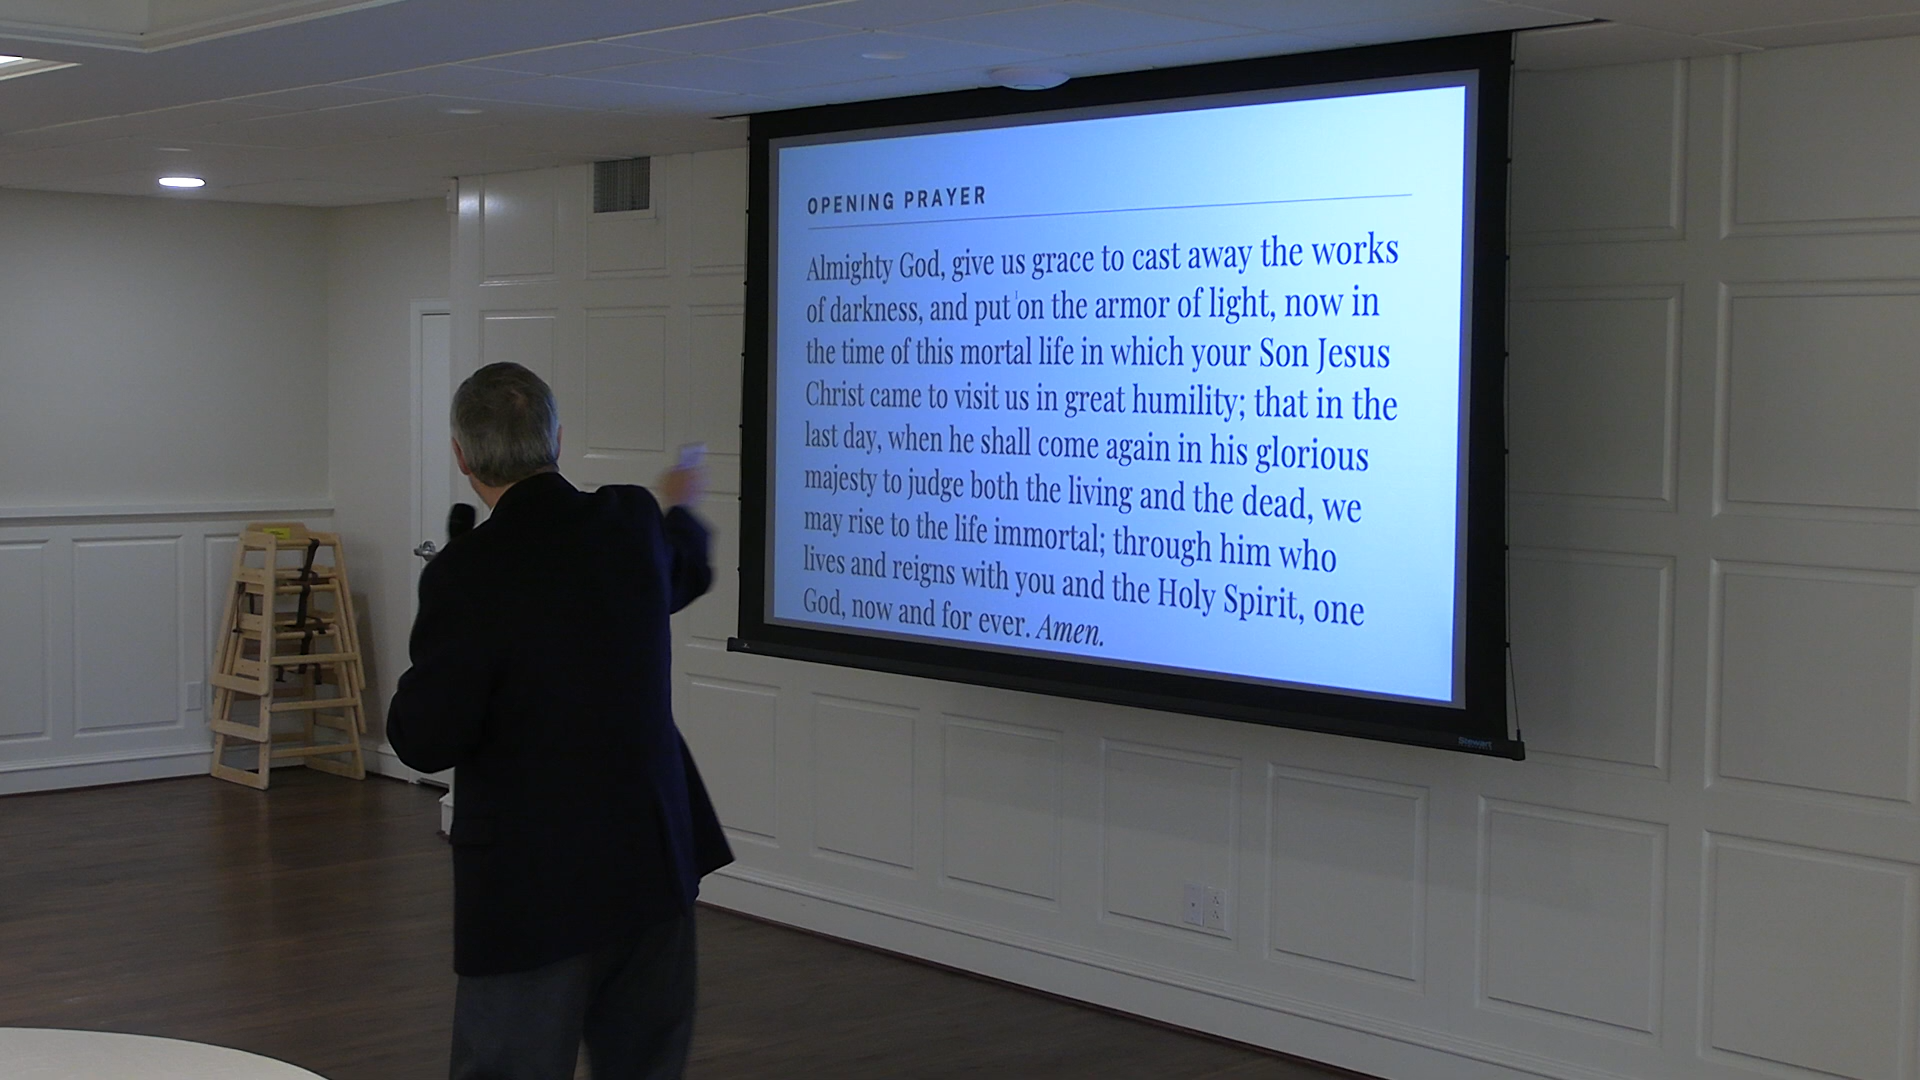 OPENING PRAYER
Almighty God, give us grace to cast away the works
of darkness, and put on the armor of light, now in
the time of this mortal life in which your Son Jesus
Christ came to visit us in great humility; that in the
last day, when he shall come again in his glorious
majesty to judge both the living and the dead, we
may rise to the life immortal; through him who
lives and reigns with you and the Holy Spirit, one
God, now and for ever. Amen.
Stewart